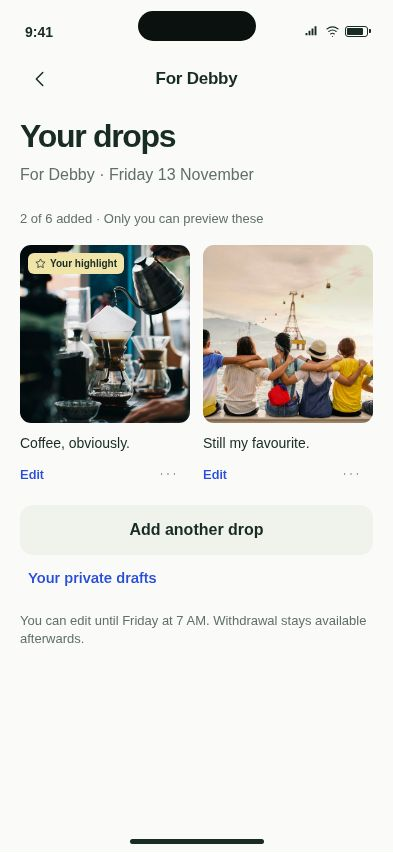 9:41
For Debby
Your drops
For Debby · Friday 13 November
2 of 6 added · Only you can preview these
Your highlight
Coffee, obviously.
Still my favourite.
Edit
···
Edit
···
Add another drop
Your private drafts
You can edit until Friday at 7 AM. Withdrawal stays available
afterwards.